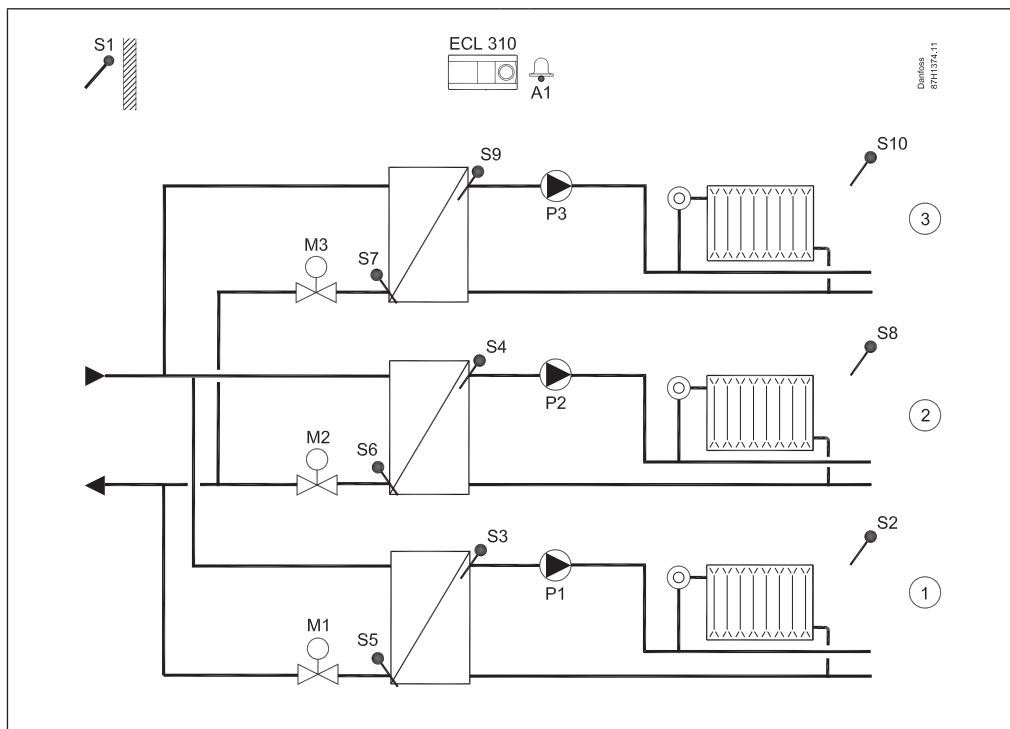 S1
ECL 310
A1
Danfoss
87H1374.11
S10
S9
P3
3
M3
S7
S8
S4
P2
2
M2
S6
S2
S3
P1
1
M1
S5